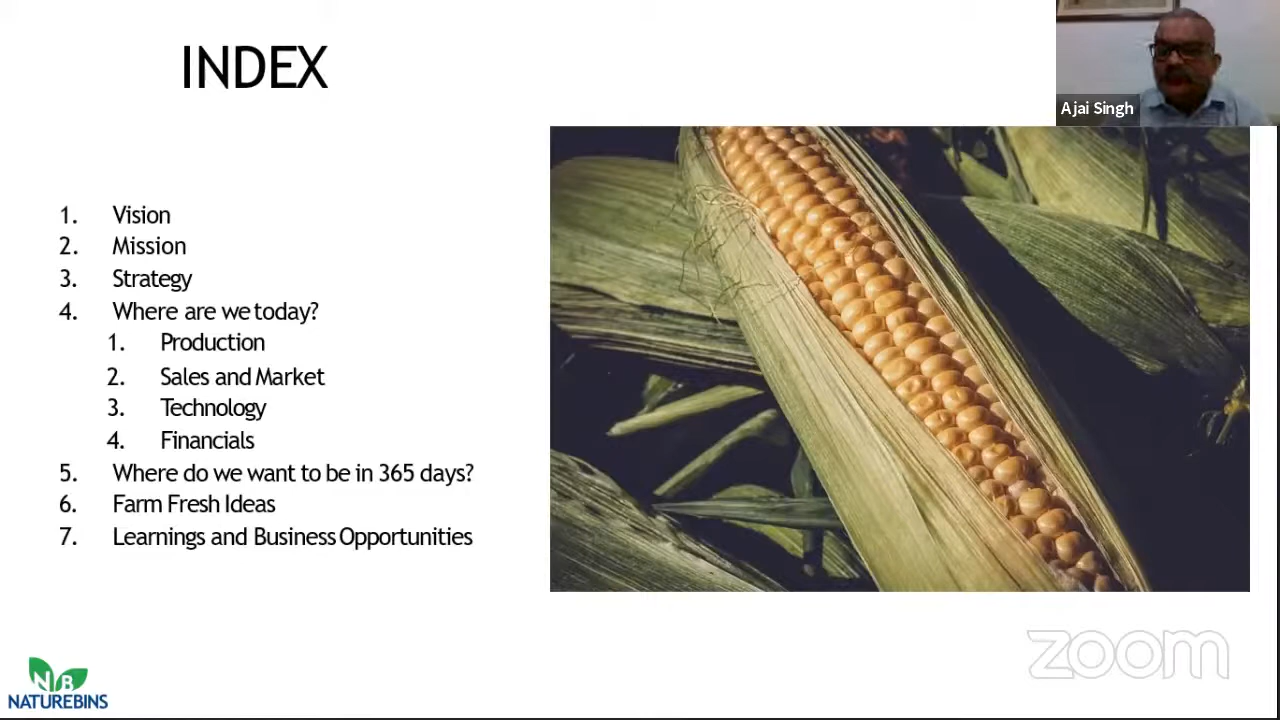 INDEX
Ajai Singh
1. Vision
2. Mission
3. Strategy
4. Where are we today?
1. Production
2. Sales and Market
3. Technology
4. Financials
5. Where do we want to be in 365 days?
6. Farm Fresh Ideas
7. Learnings and Business Opportunities
zoom
NB
NATUREBINS